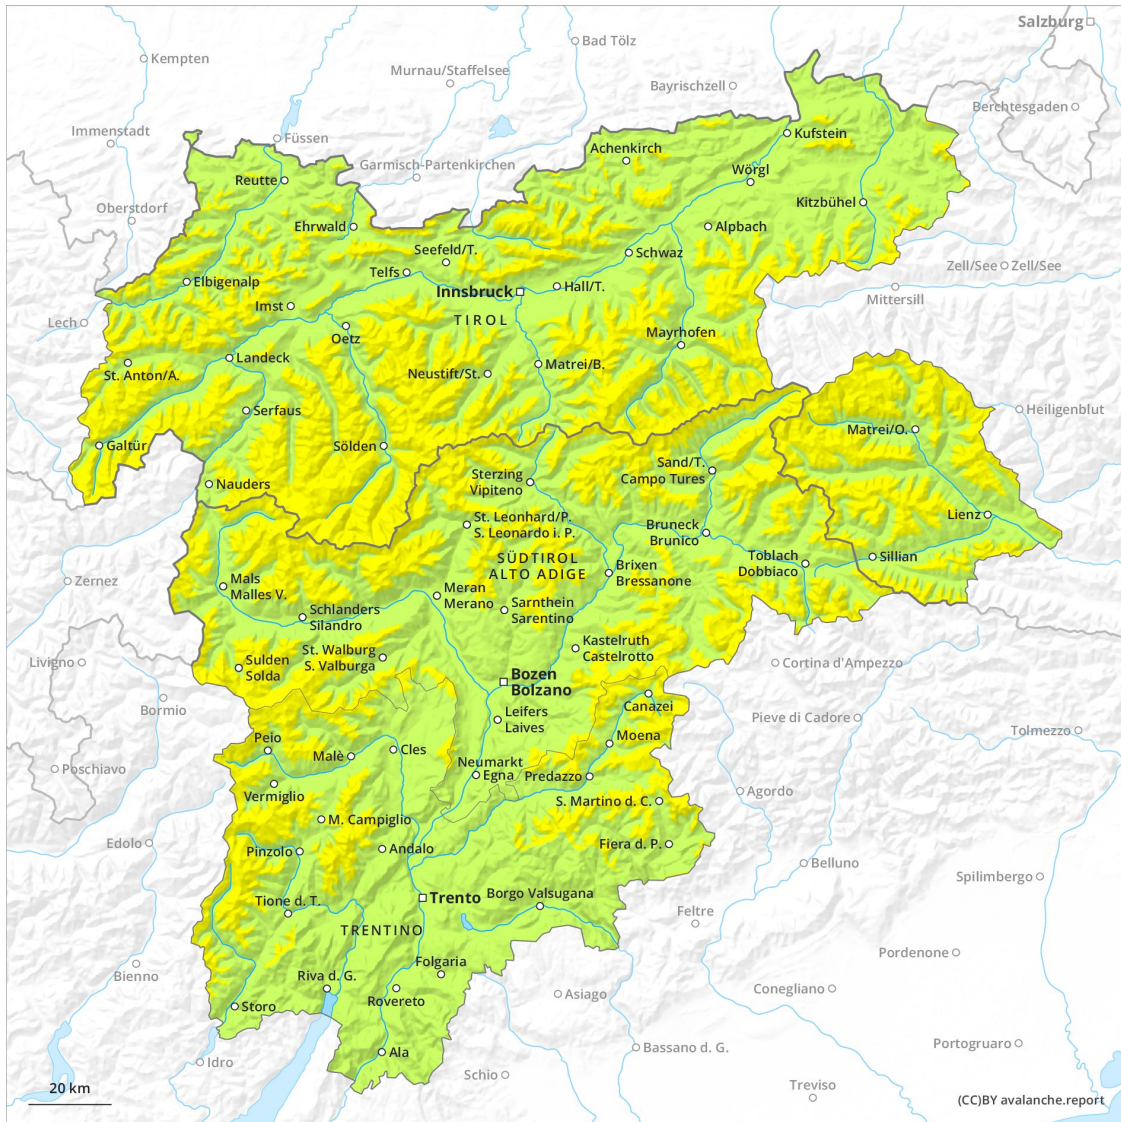 Salzburg
Bad Tölz
Kempten
Murnau/Staffelsee
Bayrischzell
Berchtesgaden
Immenstadt
Füssen
Kufstein
Achenkirch
Garmisch-Partenkirchen
Wörgl
Reutte
Oberstdorf
Kitzbühel
Ehrwald
Alpbach
Seefeld/T.
Schwaz
Telfs
Zell/See
Zell/See
Elbigenalp
Innsbruck
Hall/T.
Mittersill
Imst
Lech
TIROL
Oetz
Mayrhofen
Landeck
Matrei/B.
St. Anton/A.
Neustift/St.
Serfaus
Heiligenblut
Matrei/O.
Galtür
Sölden
Sand/T.
Campo Tures
Sterzing
Vipiteno
Nauders
Lienz
St. Leonhard/P.
S. Leonardo i. P.
Bruneck
Brunico
SÜDTIROL
ALTO ADIGE
Toblach
Dobbiaco
Sillian
Brixen
Bressanone
Zernez
Mals
Malles V.
Meran
Merano
Sarnthein
Sarentino
Schlanders
Silandro
Kastelruth
Castelrotto
St. Walburg
S. Valburga
Livigno
Sulden
Solda
Cortina d'Ampezzo
Bozen
Bolzano
Bormio
Canazei
Leifers
Laives
Pieve di Cadore
Tolmezzo
Peio
Moena
Malè
Cles
Poschiavo
Neumarkt
Egna
Predazzo
Vermiglio
Agordo
S. Martino d. C.
M. Campiglio
Edolo
Pinzolo
Andalo
Fiera d. P.
Belluno
Spilimbergo
Trento
Borgo Valsugana
Tione d. T.
Feltre
TRENTINO
Pordenone
Bienno
Folgaria
Riva d. G.
Rovereto
Conegliano
Asiago
Storo
Portogruaro
Bassano d. G.
Ala
Idro
Schio
Treviso
20 km
(CC)BY avalanche.report